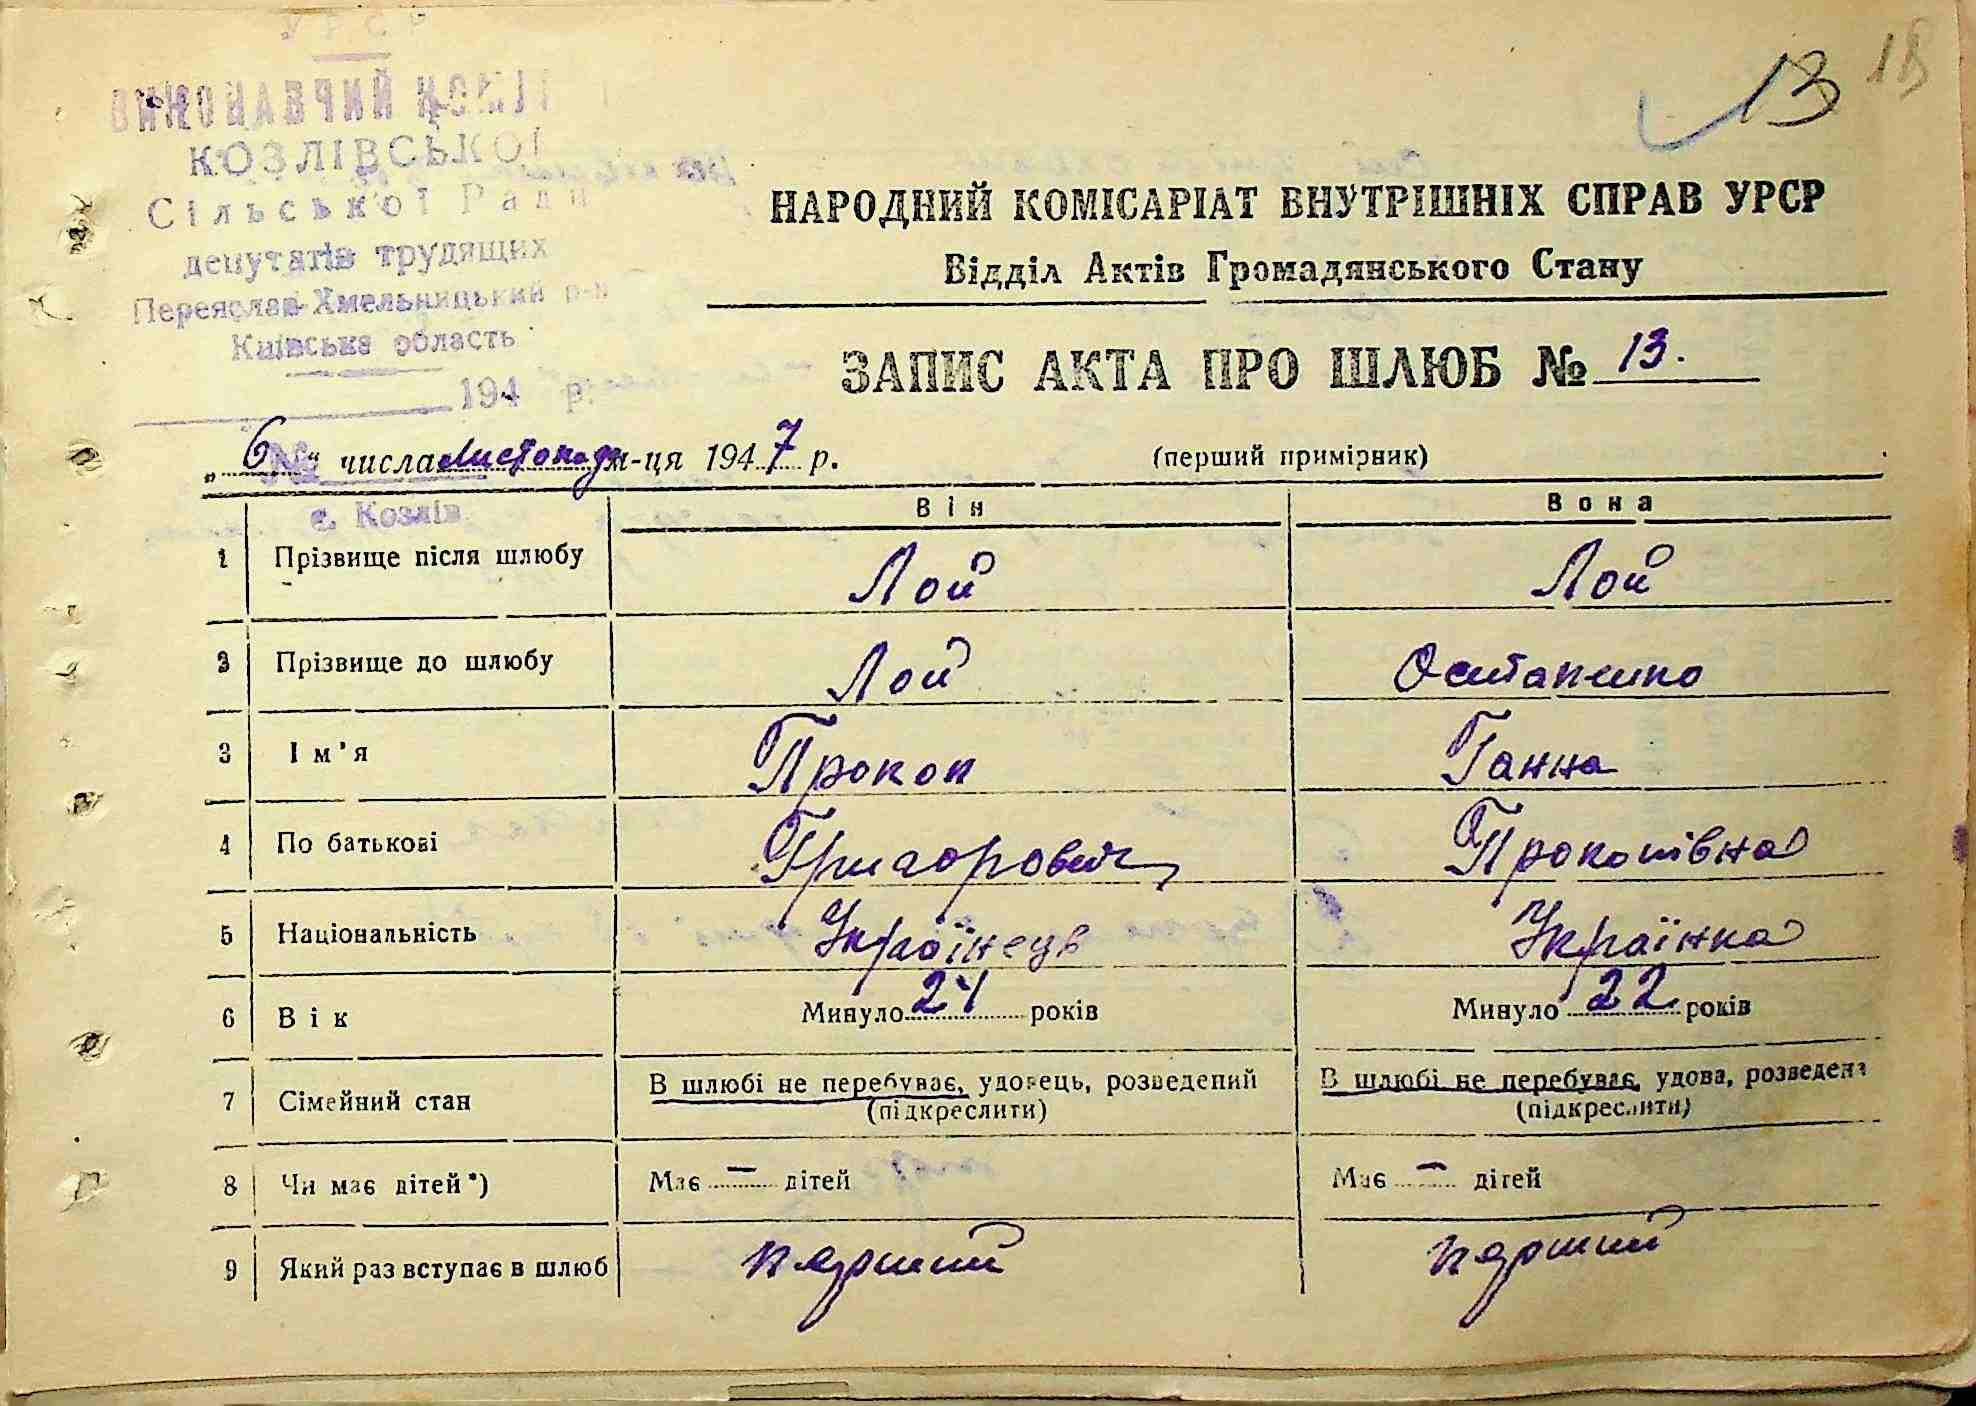 УРСР
ВИКОНАВЧИЙ КОМІТ
КОЗЛІВСЬКОЇ
Сільської Ради
депутатів трудящих
Переяслав-Хмельницький р-н
Київська область
194 р.
№
с. Козлів
13 18
НАРОДНИЙ КОМІСАРІАТ ВНУТРІШНІХ СПРАВ УРСР
Відділ Актів Громадянського Стану
ЗАПИС АКТА ПРО ШЛЮБ № 13.
„6“ числа Листопада м-ця 1947 р. (перший примірник)
Він Вона
1 Прізвище після шлюбу Лой Лой
2 Прізвище до шлюбу Лой Остапенко
3 Ім'я Прокоп Ганна
4 По батькові Григорович Прокопівна
5 Національність Українець Українка
6 Вік Минуло 24 років Минуло 22 років
7 Сімейний стан В шлюбі не перебуває, удовець, розведений В шлюбі не перебуває, удова, розведена
(підкреслити) (підкреслити)
8 Чи має дітей*) Має — дітей Має — дітей
9 Який раз вступає в шлюб перший перший